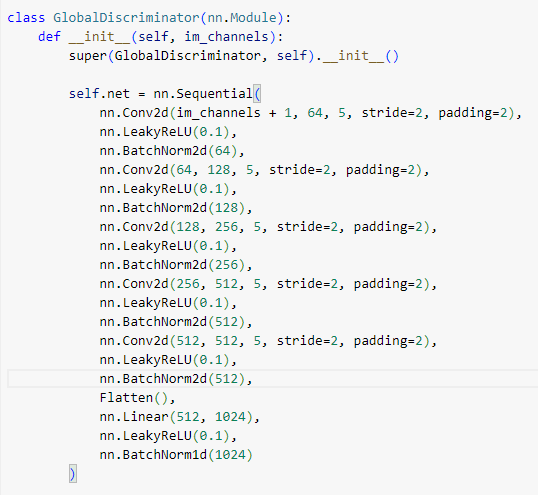 class GlobalDiscriminator(nn.Module):
    def __init__(self, im_channels):
        super(GlobalDiscriminator, self).__init__()

        self.net = nn.Sequential(
            nn.Conv2d(im_channels + 1, 64, 5, stride=2, padding=2),
            nn.LeakyReLU(0.1),
            nn.BatchNorm2d(64),
            nn.Conv2d(64, 128, 5, stride=2, padding=2),
            nn.LeakyReLU(0.1),
            nn.BatchNorm2d(128),
            nn.Conv2d(128, 256, 5, stride=2, padding=2),
            nn.LeakyReLU(0.1),
            nn.BatchNorm2d(256),
            nn.Conv2d(256, 512, 5, stride=2, padding=2),
            nn.LeakyReLU(0.1),
            nn.BatchNorm2d(512),
            nn.Conv2d(512, 512, 5, stride=2, padding=2),
            nn.LeakyReLU(0.1),
            nn.BatchNorm2d(512),
            Flatten(),
            nn.Linear(512, 1024),
            nn.LeakyReLU(0.1),
            nn.BatchNorm1d(1024)
        )